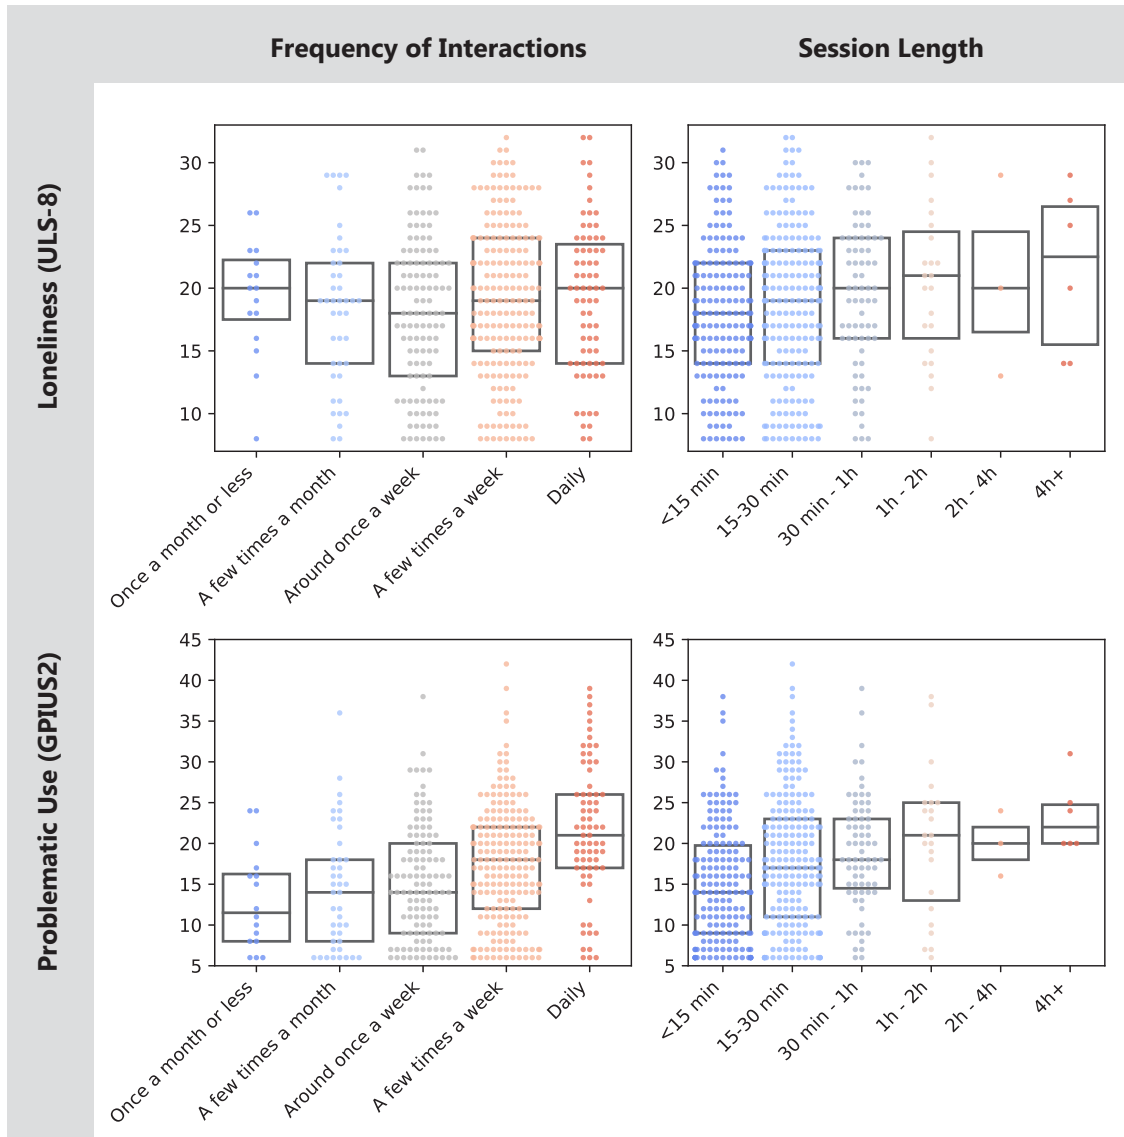 Frequency of Interactions
Session Length
Loneliness (ULS-8)
30
25
20
15
10
Once a month or less
A few times a month
Around once a week
A few times a week
Daily
30
25
20
15
10
<15 min
15-30 min
30 min - 1h
1h - 2h
2h - 4h
4h+
Problematic Use (GPIUS2)
45
40
35
30
25
20
15
10
5
Once a month or less
A few times a month
Around once a week
A few times a week
Daily
45
40
35
30
25
20
15
10
5
<15 min
15-30 min
30 min - 1h
1h - 2h
2h - 4h
4h+